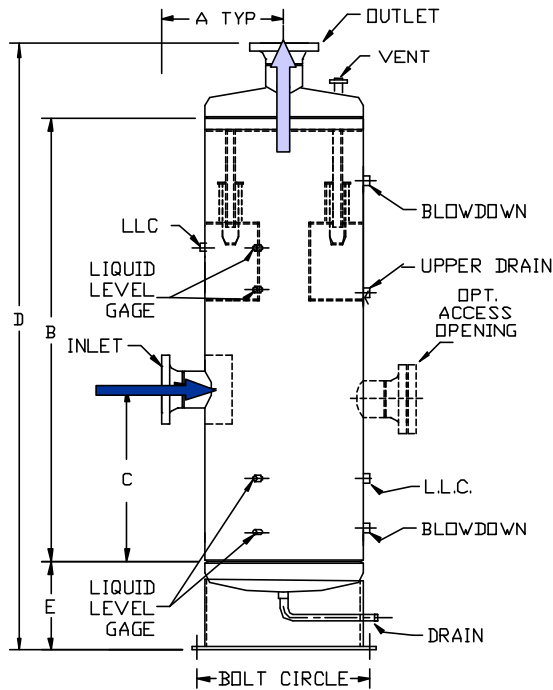 A TYP
OUTLET
VENT
BLOWDOWN
LLC
LIQUID
LEVEL
GAGE
UPPER DRAIN
OPT.
ACCESS
OPENING
D
B
INLET
C
L.L.C.
BLOWDOWN
LIQUID
LEVEL
GAGE
E
DRAIN
BOLT CIRCLE